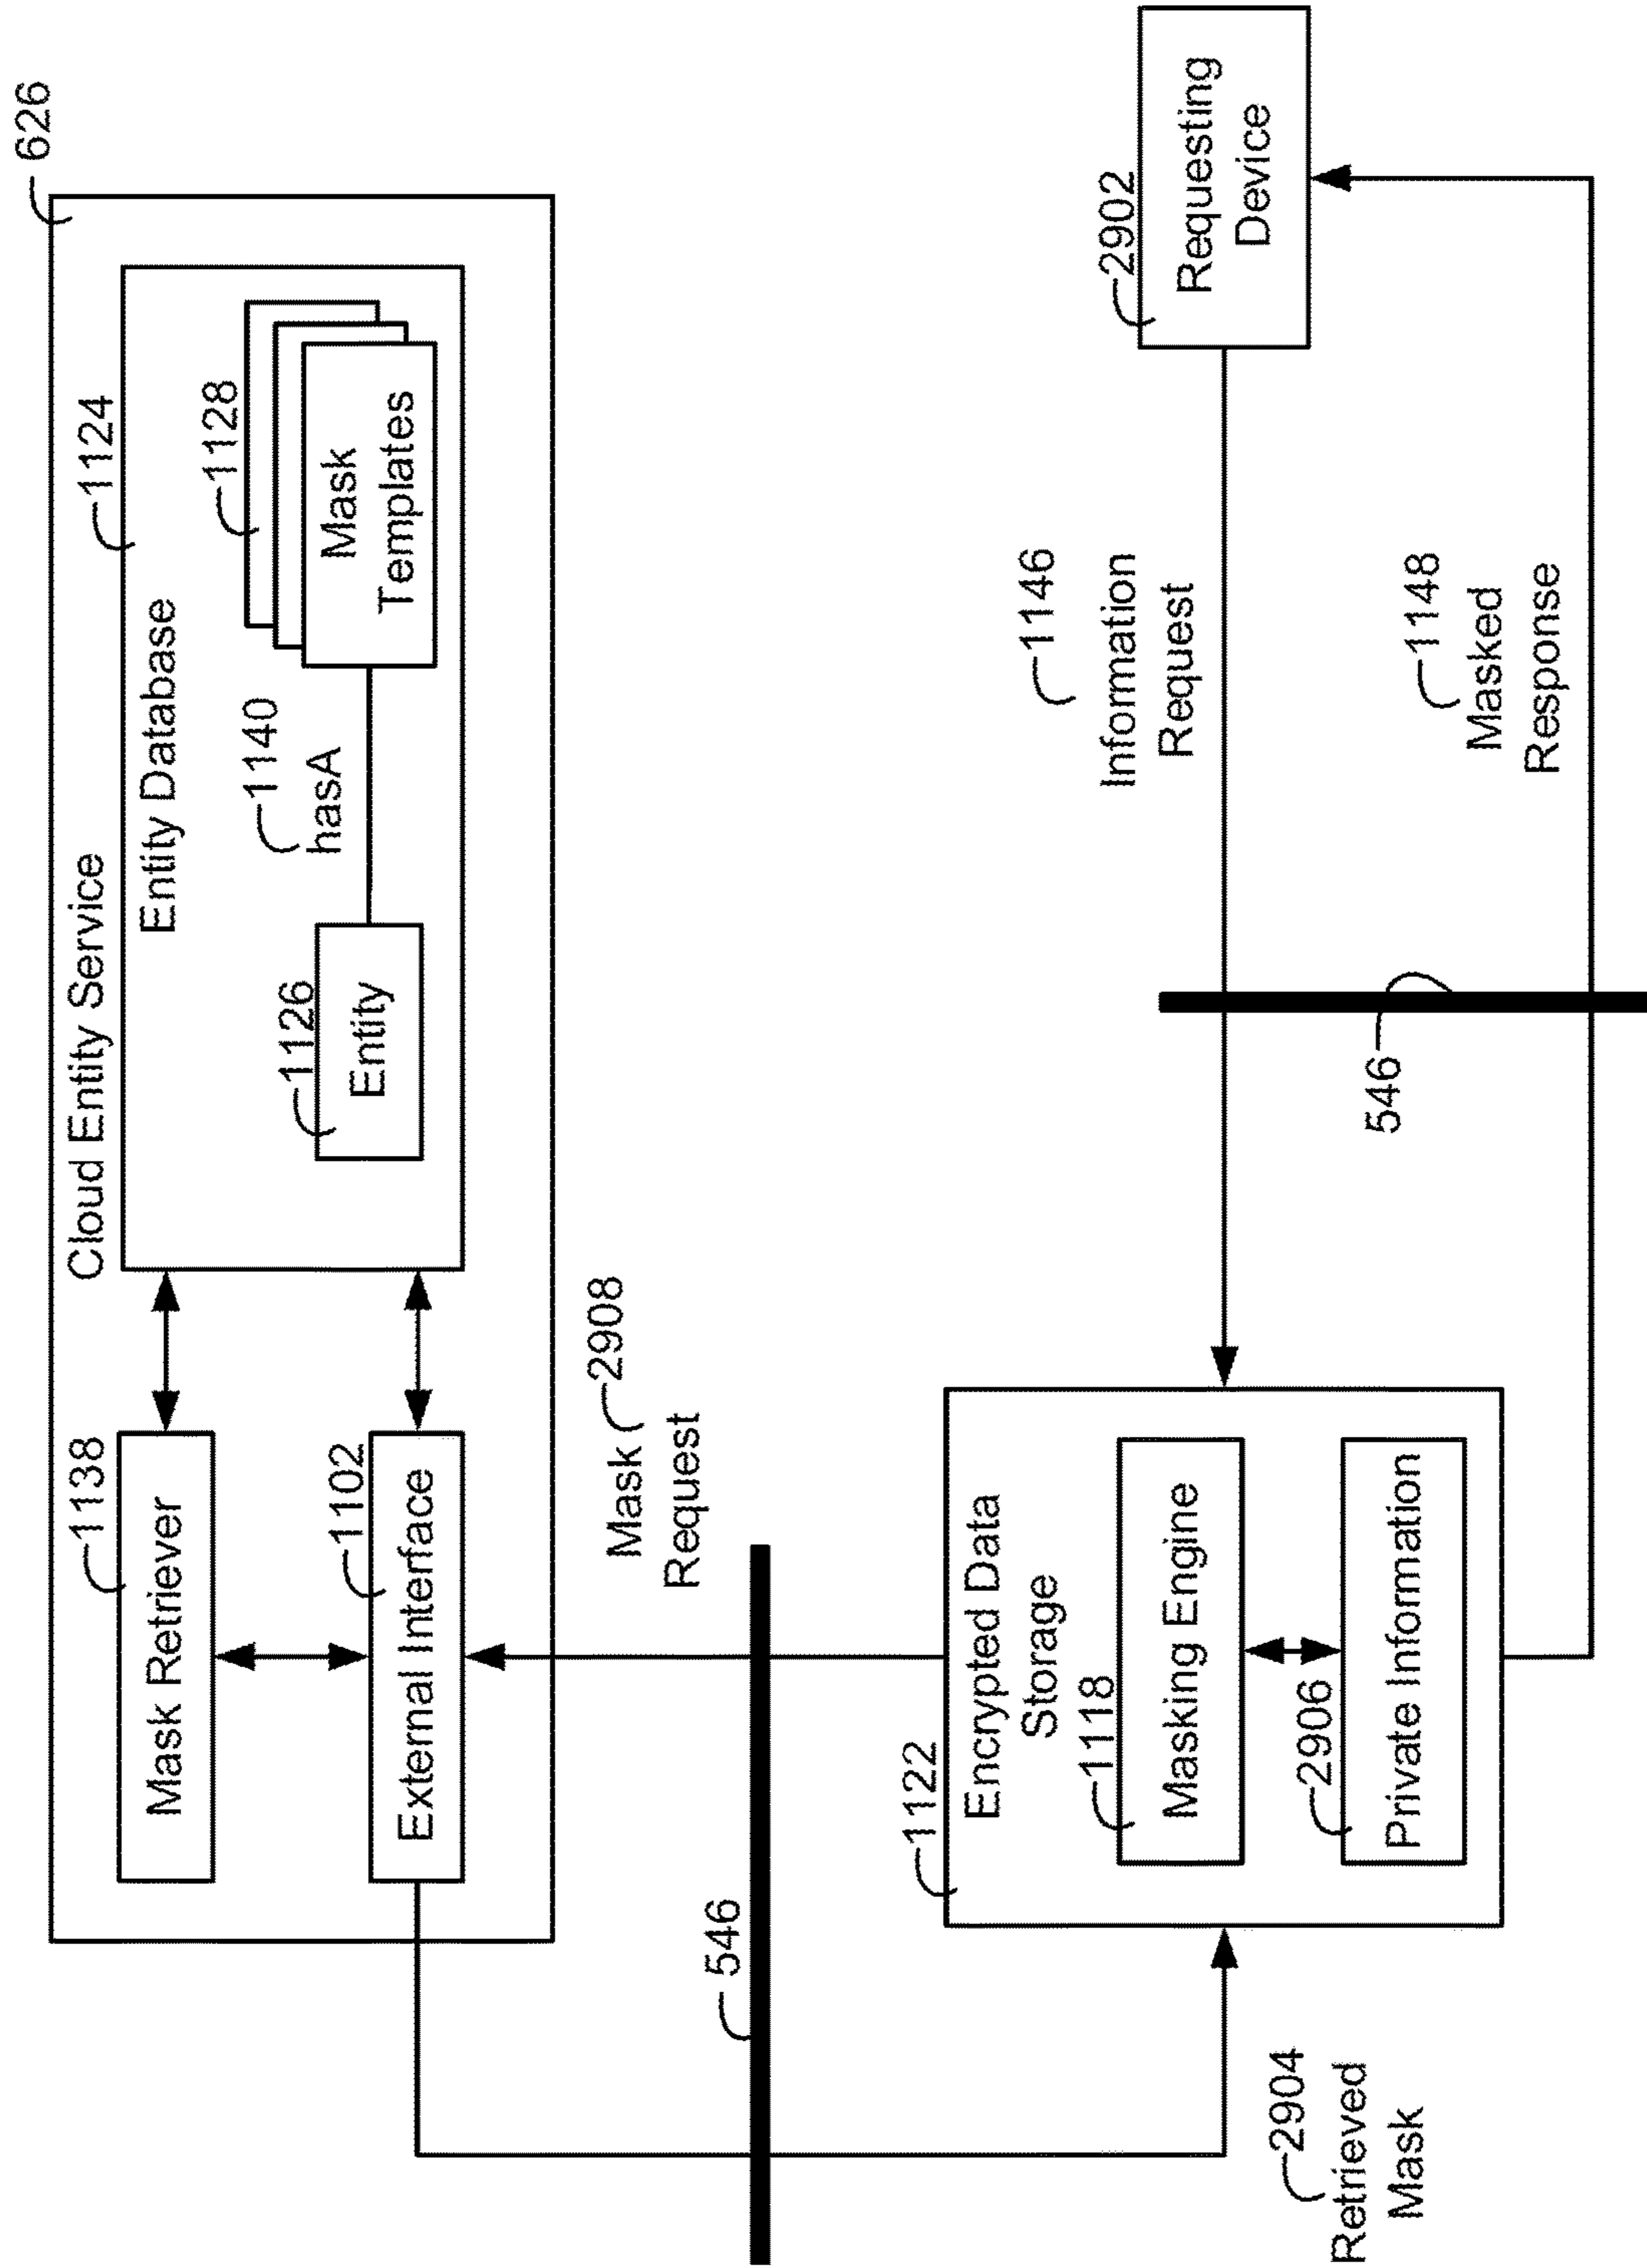 626
Cloud Entity Service
1138
Mask Retriever
1102
External Interface
1124
Entity Database
1126
Entity
1140
hasA
1128
Mask
Templates
Mask
2908
Request
546
2904
Retrieved
Mask
1122
Encrypted Data
Storage
1118
Masking Engine
2906
Private Information
1146
Information
Request
546
1148
Masked
Response
2902
Requesting
Device